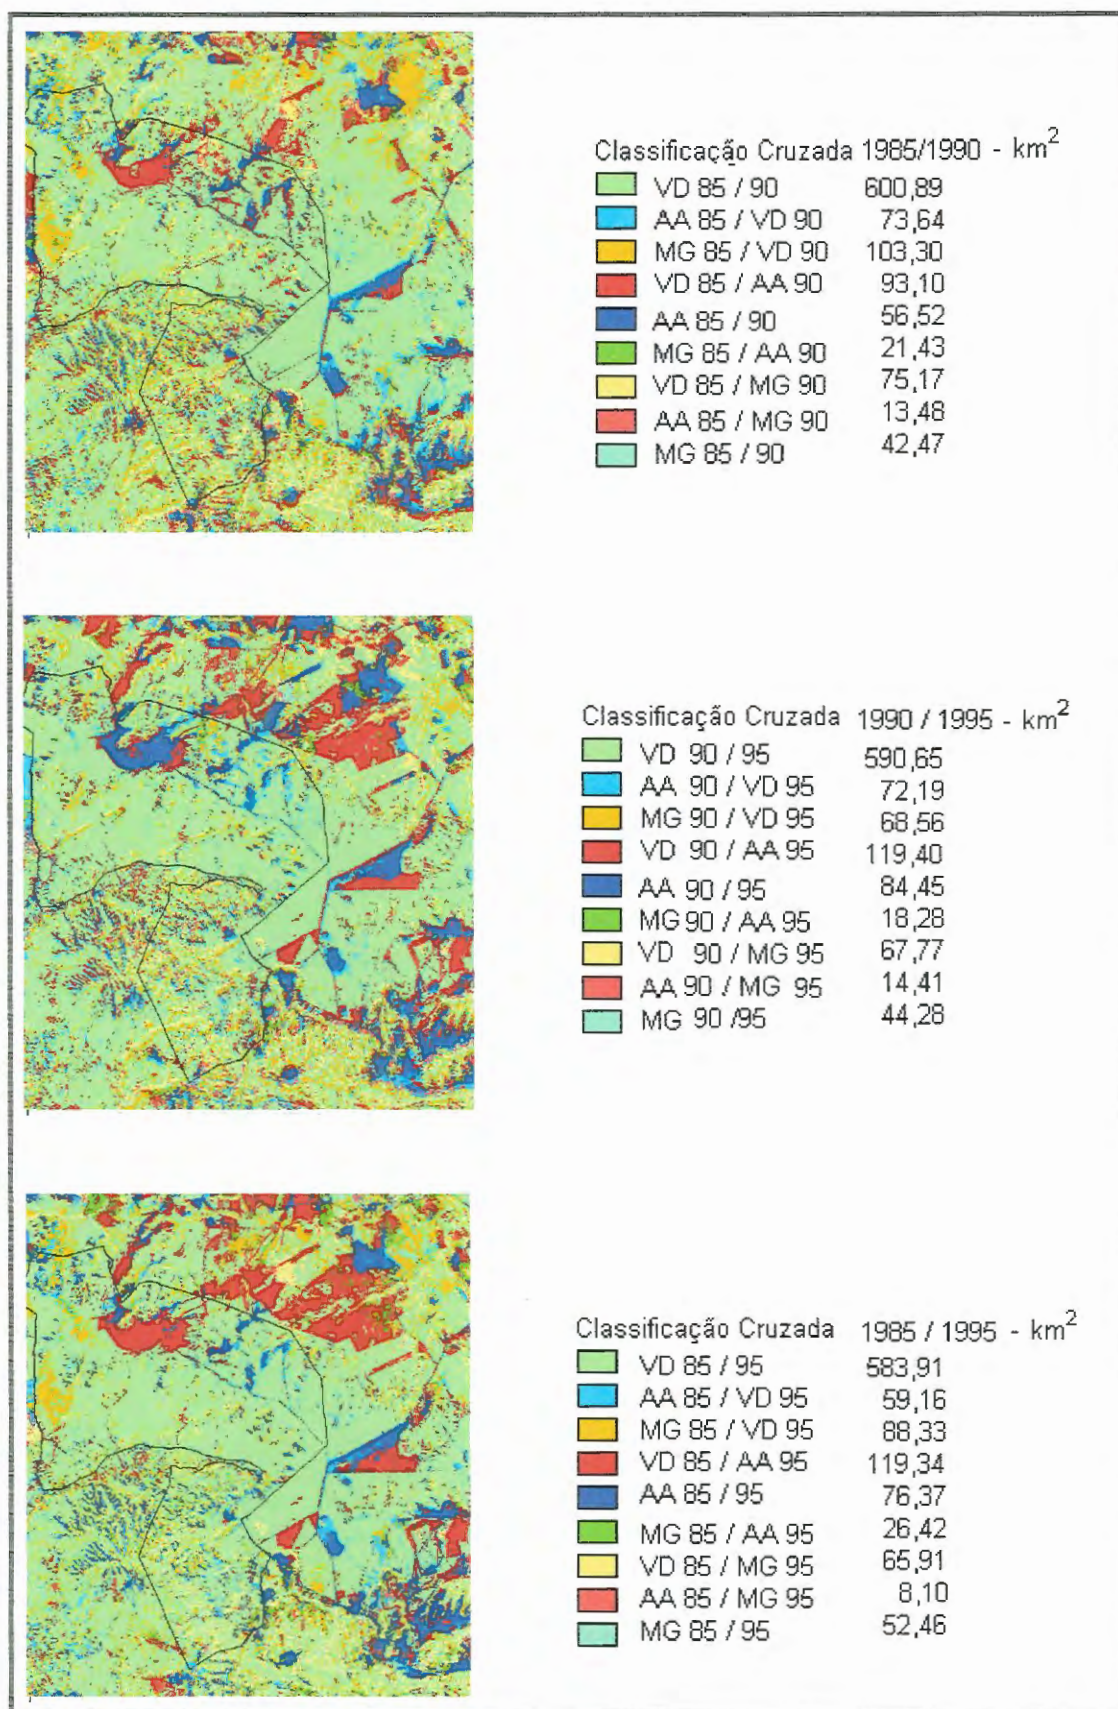 Classificação Cruzada 1985/1990 - km²
VD 85 / 90 600,89
AA 85 / VD 90 73,64
MG 85 / VD 90 103,30
VD 85 / AA 90 93,10
AA 85 / 90 56,52
MG 85 / AA 90 21,43
VD 85 / MG 90 75,17
AA 85 / MG 90 13,48
MG 85 / 90 42,47
Classificação Cruzada 1990 / 1995 - km²
VD 90 / 95 590,65
AA 90 / VD 95 72,19
MG 90 / VD 95 68,56
VD 90 / AA 95 119,40
AA 90 / 95 84,45
MG 90 / AA 95 18,28
VD 90 / MG 95 67,77
AA 90 / MG 95 14,41
MG 90 /95 44,28
Classificação Cruzada 1985 / 1995 - km²
VD 85 / 95 583,91
AA 85 / VD 95 59,16
MG 85 / VD 95 88,33
VD 85 / AA 95 119,34
AA 85 / 95 76,37
MG 85 / AA 95 26,42
VD 85 / MG 95 65,91
AA 85 / MG 95 8,10
MG 85 / 95 52,46